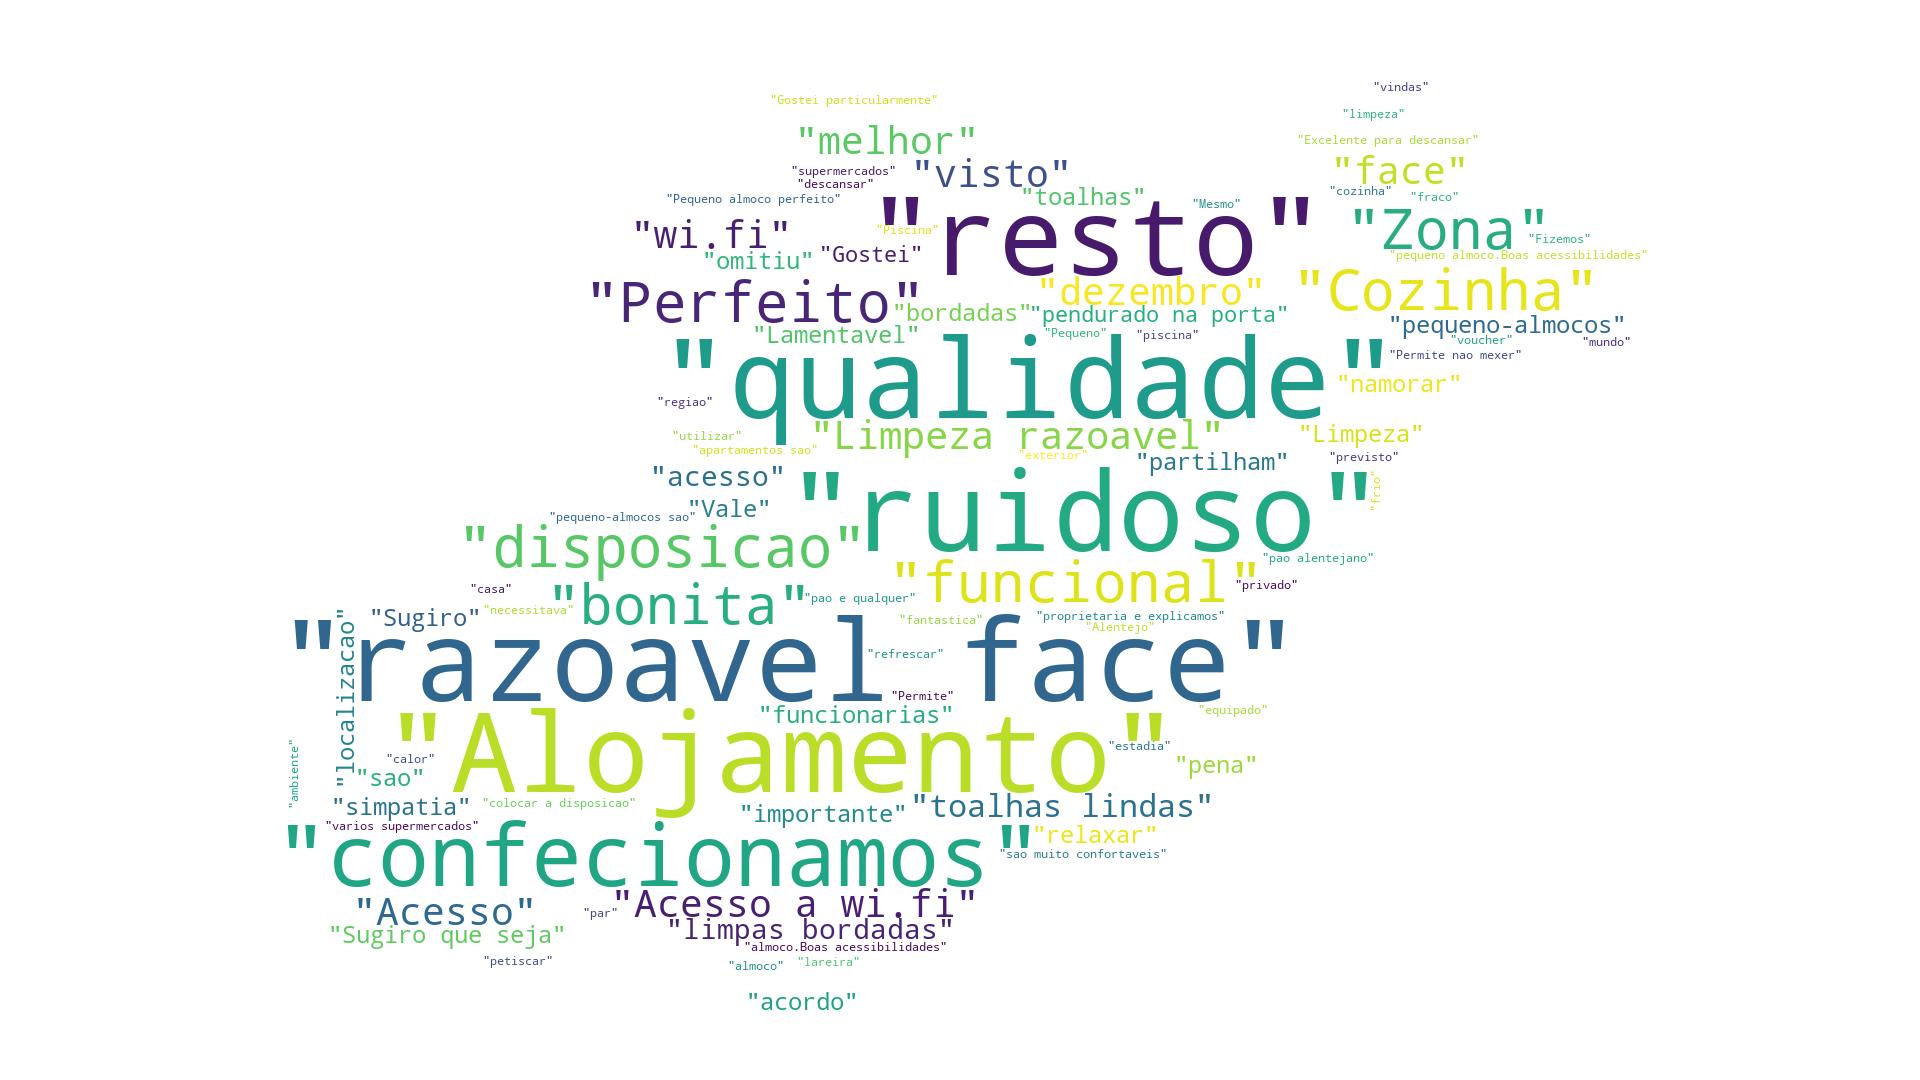 "vindas"
"Gostei particularmente"
"limpeza"
"melhor"
"Excelente para descansar"
"supermercados"
"visto"
"face"
"descansar"
"Pequeno almoco perfeito"
"toalhas"
"cozinha"
"fraco"
"Mesmo"
"wi.fi"
"Piscina"
"resto"
"Zona"
"Fizemos"
"omitiu"
"Gostei"
"pequeno almoco.Boas acessibilidades"
"Perfeito"
"dezembro"
"Cozinha"
"bordadas"
"pendurado na porta"
"pequeno-almocos"
"Lamentavel"
"Pequeno"
"piscina"
"voucher"
"mundo"
"Permite nao mexer"
"qualidade"
"namorar"
"regiao"
"utilizar"
"Limpeza razoavel"
"Limpeza"
"apartamentos sao"
"exterior"
"partilham"
"previsto"
"acesso"
"frio"
"Vale"
"ruidoso"
"pequeno-almocos sao"
"disposicao"
"pao alentejano"
"funcional"
"privado"
"casa"
"bonita"
"pao e qualquer"
"Sugiro"
"necessitava"
"fantastica"
"proprietaria e explicamos"
"Alentejo"
"localizacao"
"razoavel face"
"refrescar"
"Permite"
"funcionarias"
"equipado"
"ambiente"
"Alojamento"
"estadia"
"calor"
"sao"
"pena"
"simpatia"
"colocar a disposicao"
"importante"
"toalhas lindas"
"varios supermercados"
"confecionamos"
"relaxar"
"sao muito confortaveis"
"Acesso"
"par"
"Acesso a wi.fi"
"Sugiro que seja"
"limpas bordadas"
"almoco.Boas acessibilidades"
"petiscar"
"almoco"
"lareira"
"acordo"